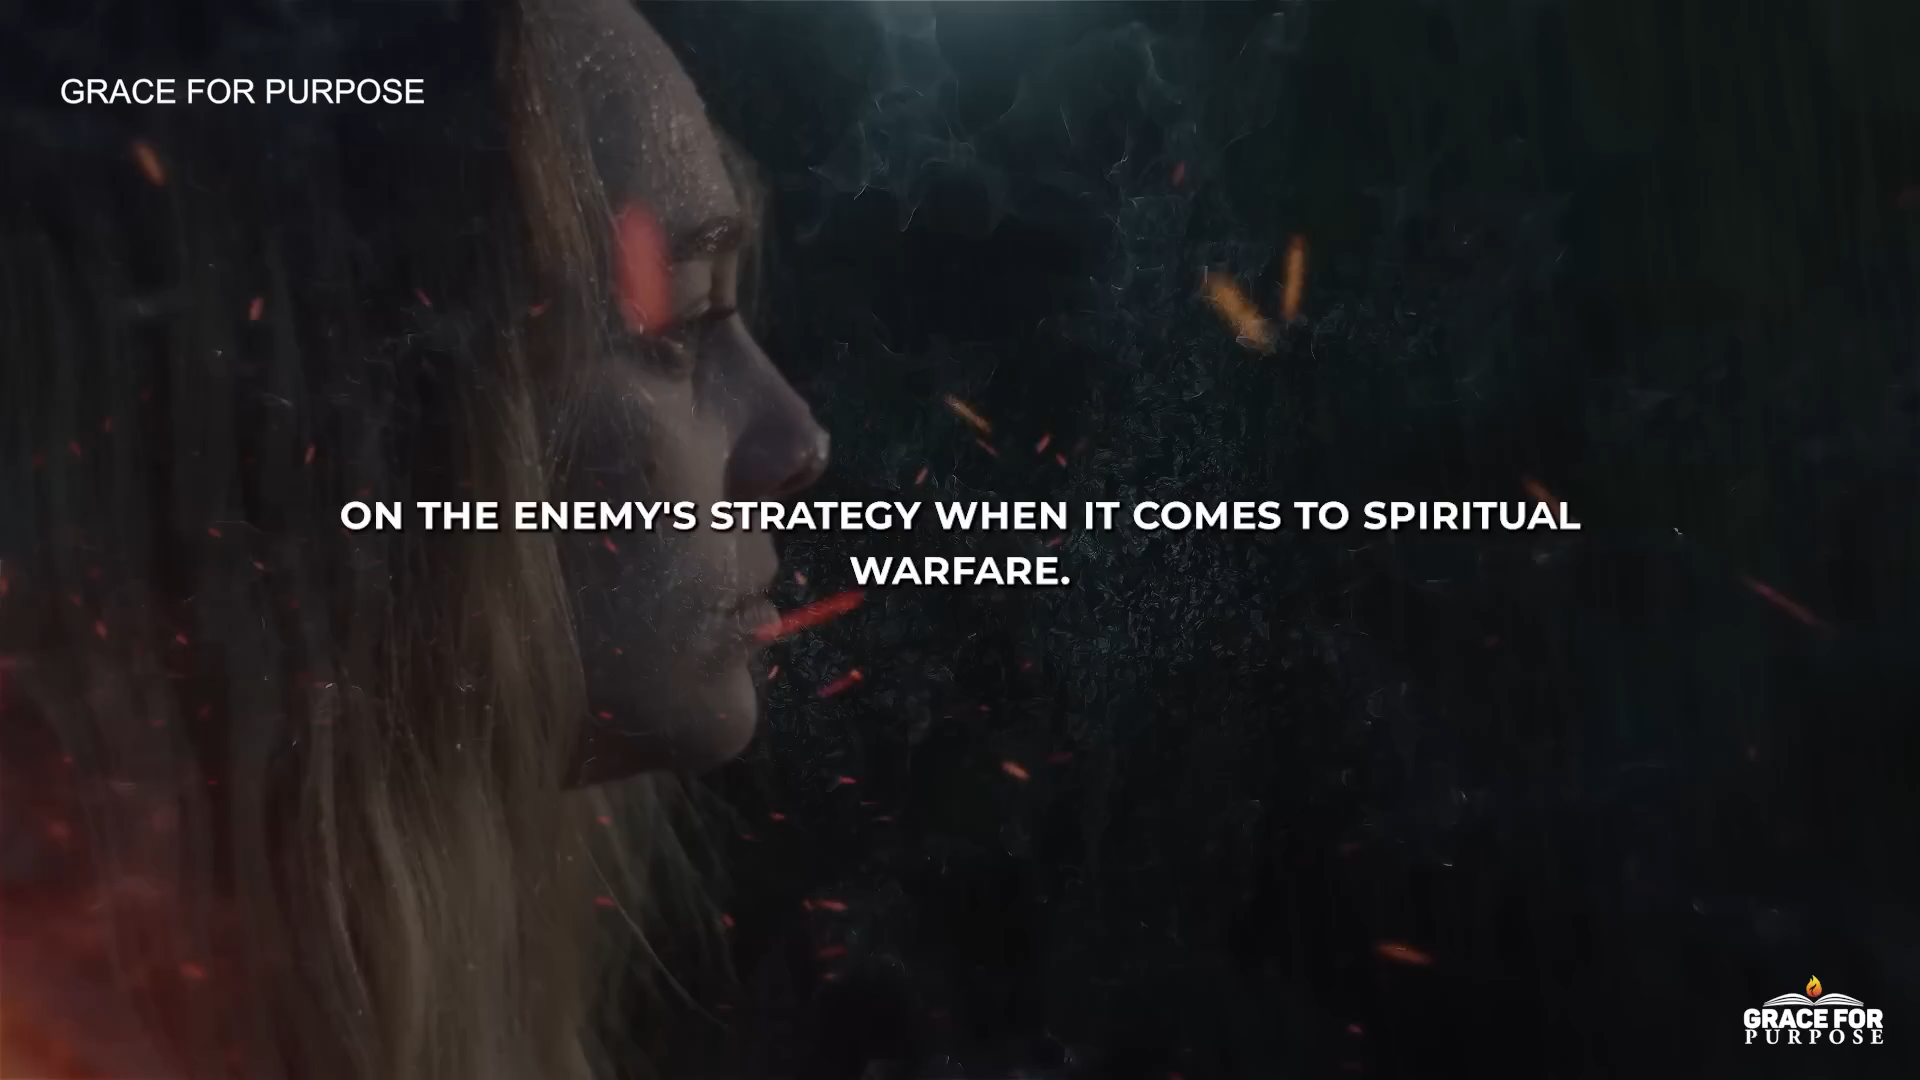 GRACE FOR PURPOSE
ON THE ENEMY'S STRATEGY WHEN IT COMES TO SPIRITUAL
WARFARE.
GRACE FOR
PURPOSE